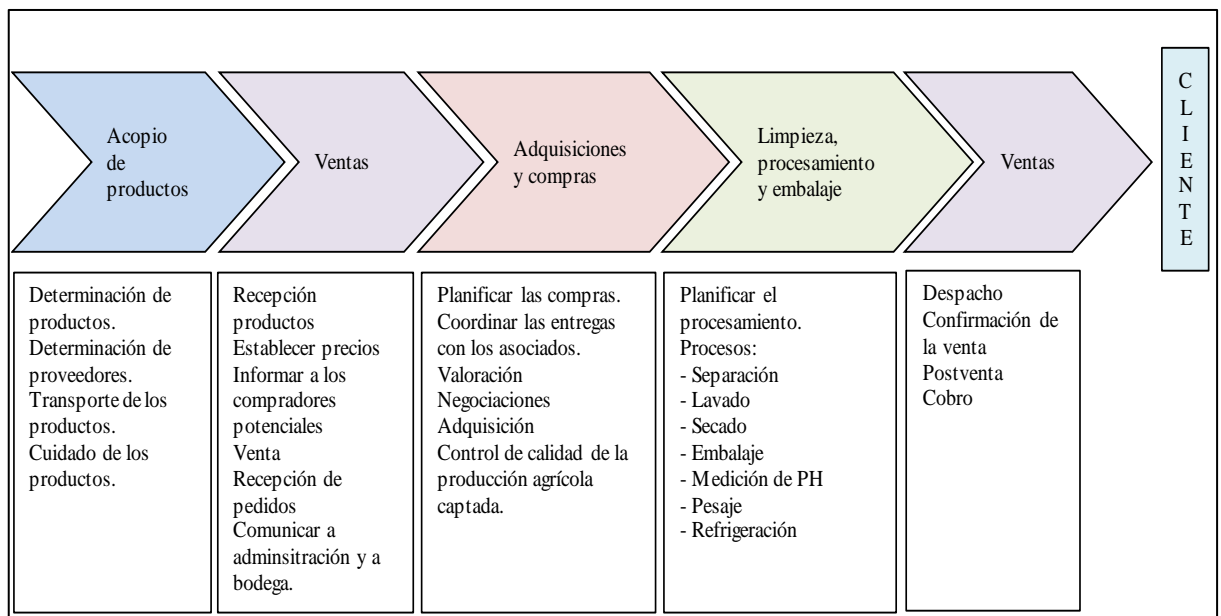 Acopio
de
productos
Ventas
Adquisiciones
y compras
Limpieza,
procesamiento
y embalaje
Ventas
C
L
I
E
N
T
E
Determinación de
productos.
Determinación de
proveedores.
Transporte de los
productos.
Cuidado de los
productos.
Recepción
productos
Establecer precios
Informar a los
compradores
potenciales
Venta
Recepción de
pedidos
Comunicar a
adminsitración y a
bodega.
Planificar las compras.
Coordinar las entregas
con los asociados.
Valoración
Negociaciones
Adquisición
Control de calidad de la
producción agrícola
captada.
Planificar el
procesamiento.
Procesos:
- Separación
- Lavado
- Secado
- Embalaje
- Medición de PH
- Pesaje
- Refrigeración
Despacho
Confirmación de
la venta
Postventa
Cobro